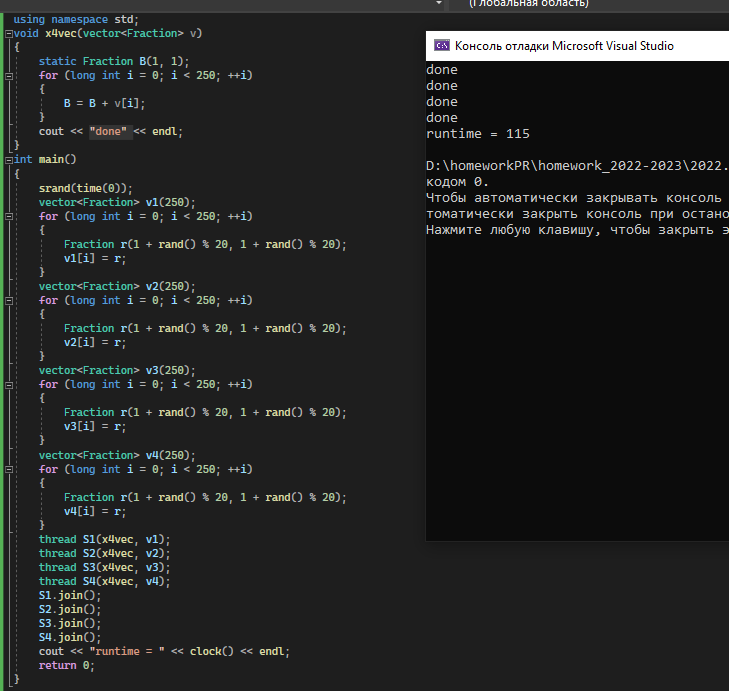 (Глобальная область)
using namespace std;
void x4vec(vector<Fraction> v)
{
static Fraction B(1, 1);
for (long int i = 0; i < 250; ++i)
{
B = B + v[i];
}
cout << "done" << endl;
}
int main()
{
srand(time(0));
vector<Fraction> v1(250);
for (long int i = 0; i < 250; ++i)
{
Fraction r(1 + rand() % 20, 1 + rand() % 20);
v1[i] = r;
}
vector<Fraction> v2(250);
for (long int i = 0; i < 250; ++i)
{
Fraction r(1 + rand() % 20, 1 + rand() % 20);
v2[i] = r;
}
vector<Fraction> v3(250);
for (long int i = 0; i < 250; ++i)
{
Fraction r(1 + rand() % 20, 1 + rand() % 20);
v3[i] = r;
}
vector<Fraction> v4(250);
for (long int i = 0; i < 250; ++i)
{
Fraction r(1 + rand() % 20, 1 + rand() % 20);
v4[i] = r;
}
thread S1(x4vec, v1);
thread S2(x4vec, v2);
thread S3(x4vec, v3);
thread S4(x4vec, v4);
S1.join();
S2.join();
S3.join();
S4.join();
cout << "runtime = " << clock() << endl;
return 0;
}
Консоль отладки Microsoft Visual Studio
done
done
done
done
runtime = 115
D:\homeworkPR\homework_2022-2023\2022.
кодом 0.
Чтобы автоматически закрывать консоль
томатически закрыть консоль при остано
Нажмите любую клавишу, чтобы закрыть э